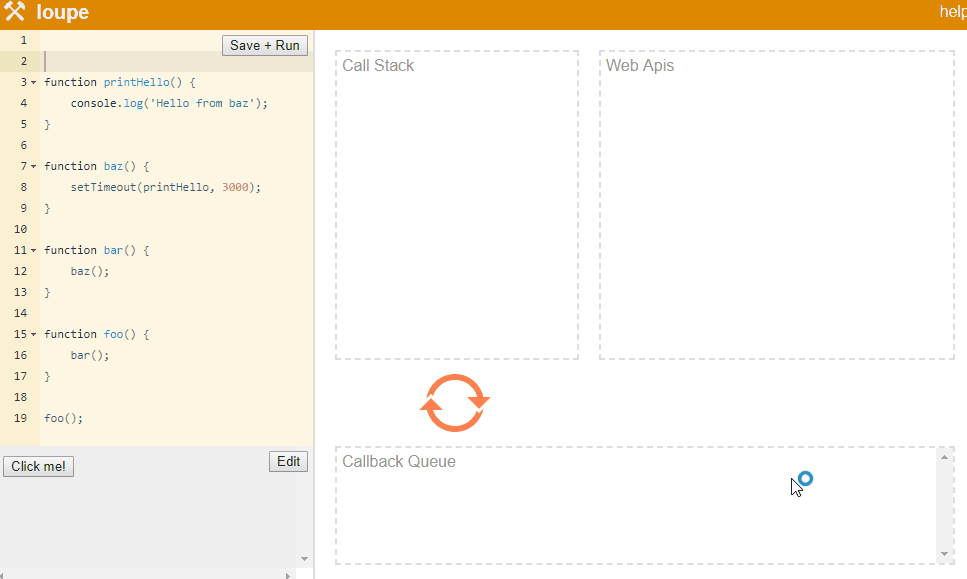 loupe
help
Save + Run
1
2
3 function printHello() {
4 console.log('Hello from baz');
5 }
6
7 function baz() {
8 setTimeout(printHello, 3000);
9 }
10
11 function bar() {
12 baz();
13 }
14
15 function foo() {
16 bar();
17 }
18
19 foo();
Click me!
Edit
Call Stack
Web Apis
Callback Queue